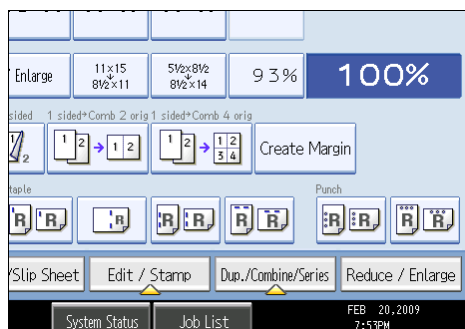 Enlarge
11×15
8½×11
5½×8½
8½×14
93%
100%
sided 1 sided→Comb 2 orig 1 sided→Comb 4 orig
2 1 2 → 1 2 1 2 → 1 2 3 4 Create Margin
taple Punch
R R R R R R R R R R R
/Slip Sheet Edit / Stamp Dup./Combine/Series Reduce / Enlarge
System Status Job List FEB 20,2009
7:53PM